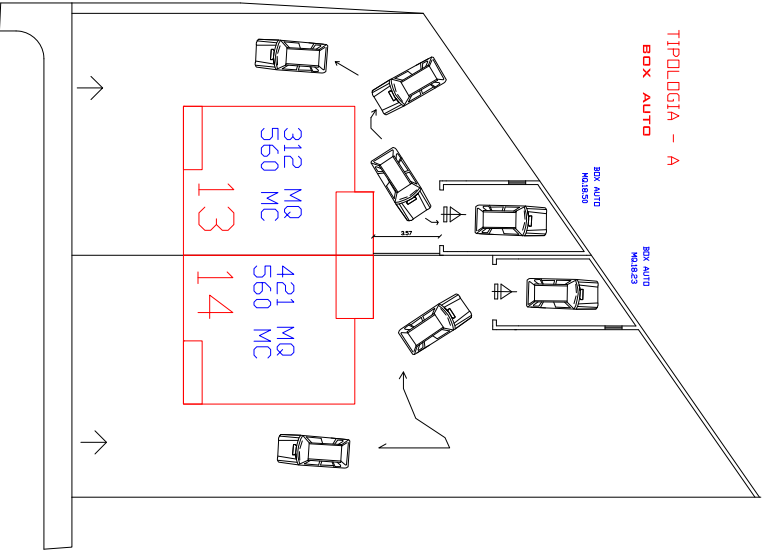 TIPOLOGIA - A
BOX AUTO
BOX AUTO
MQ.18.50
BOX AUTO
MQ.18.23
312 MQ
560 MC
13
3.57
421 MQ
560 MC
14